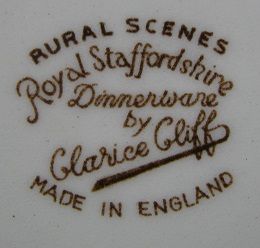 RURAL SCENES
Royal Staffordshire
Dinnerware
by
Clarice Cliff
MADE IN ENGLAND